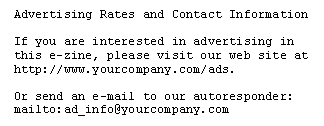 Advertising Rates and Contact Information
If you are interested in advertising in
this e-zine, please visit our web site at
http://www.yourcompany.com/ads.
Or send an e-mail to our autoresponder:
mailto:ad_info@yourcompany.com